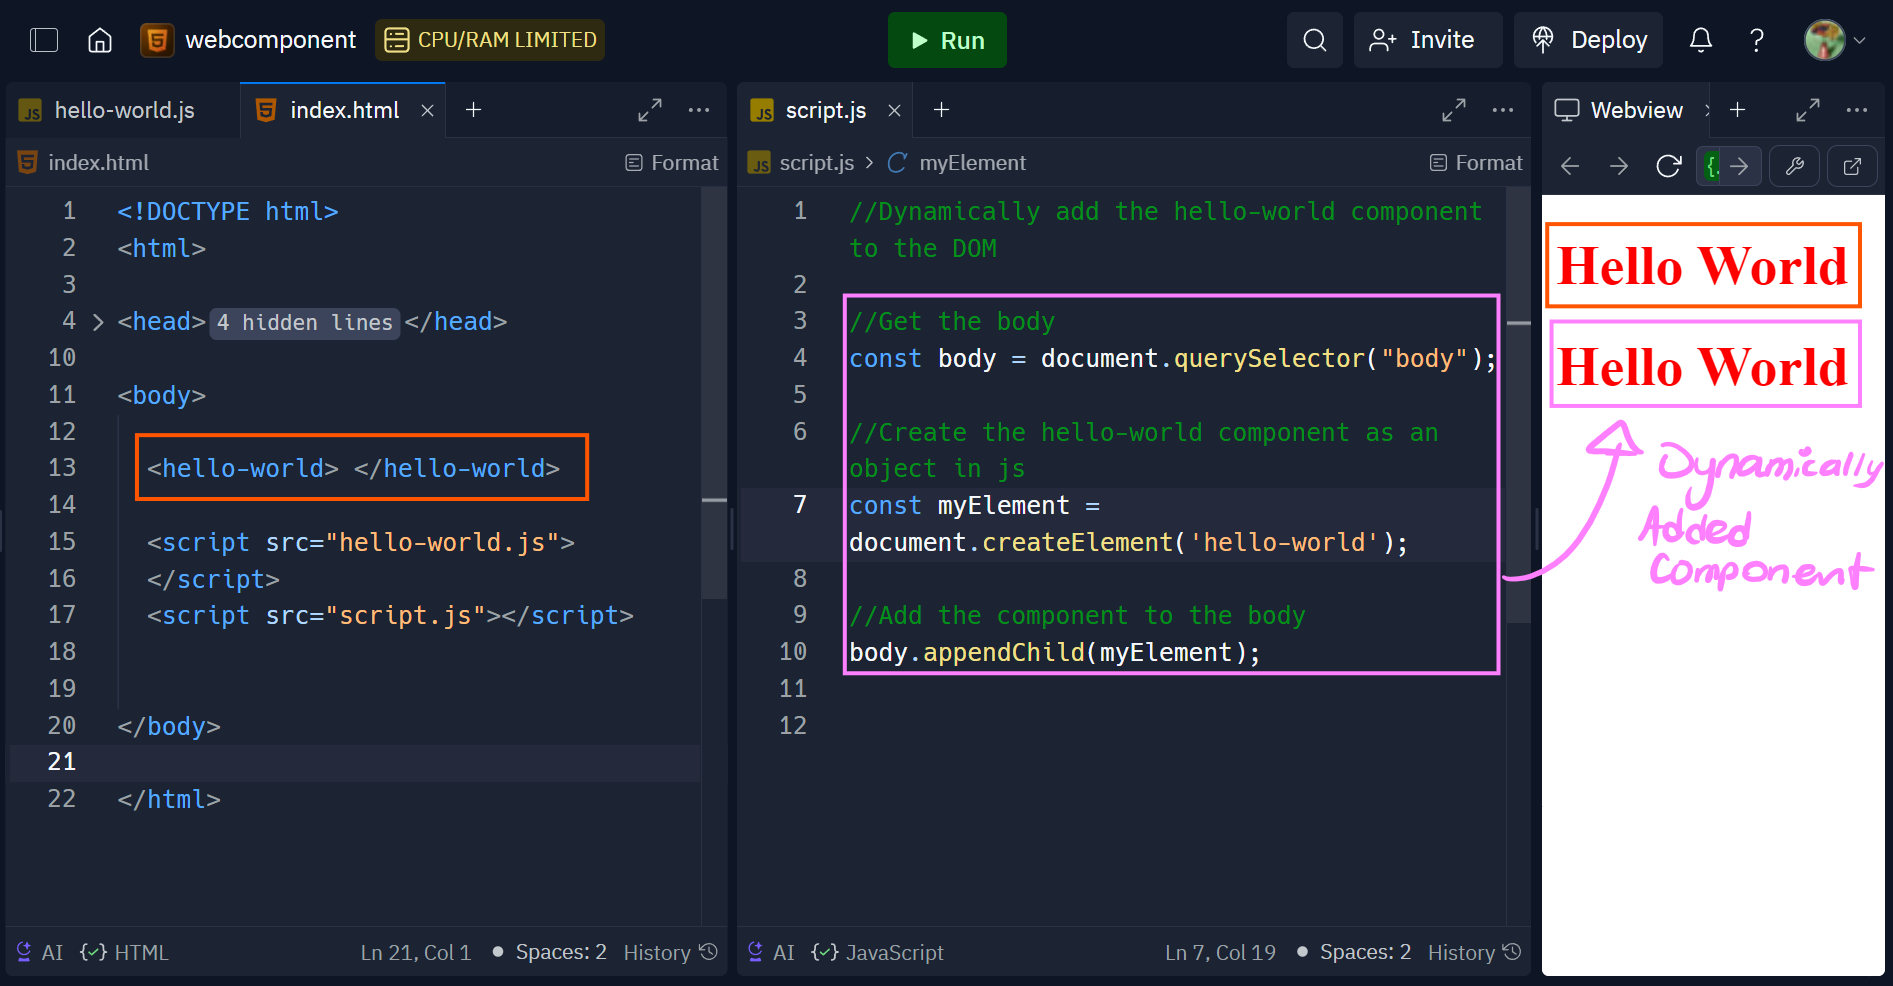 webcomponent
CPU/RAM LIMITED
Run
Invite
Deploy
hello-world.js
index.html
index.html
Format
1 <!DOCTYPE html>
2 <html>
3
4 <head> 4 hidden lines </head>
10
11 <body>
12
13 <hello-world> </hello-world>
14
15 <script src="hello-world.js">
16 </script>
17 <script src="script.js"></script>
18
19
20 </body>
21
22 </html>
AI
HTML
Ln 21, Col 1
Spaces: 2
History
JS script.js
JS script.js > myElement
Format
1 //Dynamically add the hello-world component
to the DOM
2
3 //Get the body
4 const body = document.querySelector("body");
5
6 //Create the hello-world component as an
object in js
7 const myElement =
document.createElement('hello-world');
8
9 //Add the component to the body
10 body.appendChild(myElement);
11
12
AI
JavaScript
Ln 7, Col 19
Spaces: 2
History
Webview
Hello World
Hello World
Dynamically
Added
Component